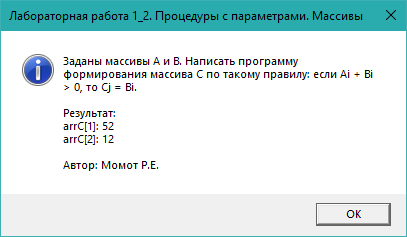 Лабораторная работа 1_2. Процедуры с параметрами. Массивы
Заданы массивы А и В. Написать программу
формирования массива С по такому правилу: если Ai + Bi
> 0, то Cj = Bi.
Результат:
arrC[1]: 52
arrC[2]: 12
Автор: Момот Р.Е.
OK